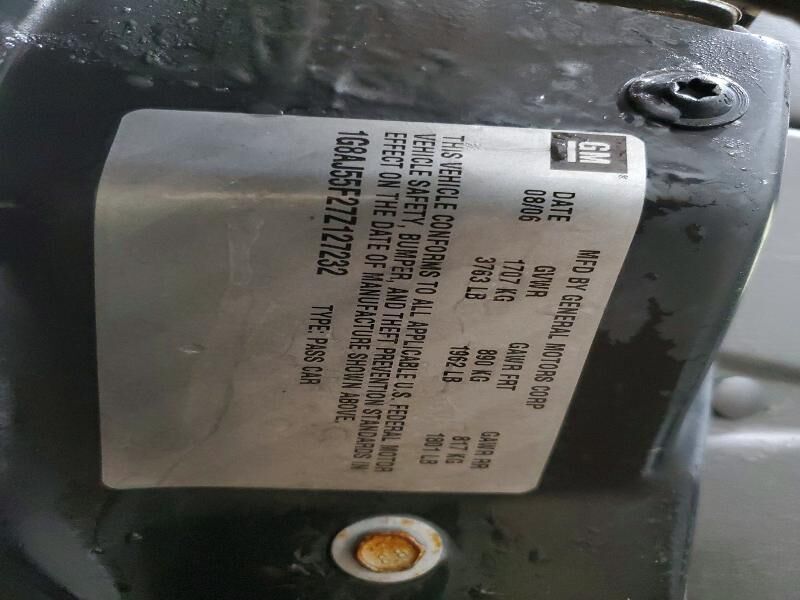 GM®
MFD BY GENERAL MOTORS CORP
DATE GVWR GAWR FRT GAWR RR
08/06 1707 KG 890 KG 817 KG
3763 LB 1962 LB 1801 LB
THIS VEHICLE CONFORMS TO ALL APPLICABLE U.S. FEDERAL MOTOR
VEHICLE SAFETY, BUMPER, AND THEFT PREVENTION STANDARDS IN
EFFECT ON THE DATE OF MANUFACTURE SHOWN ABOVE.
1G8AJ55F27Z127232 TYPE: PASS CAR